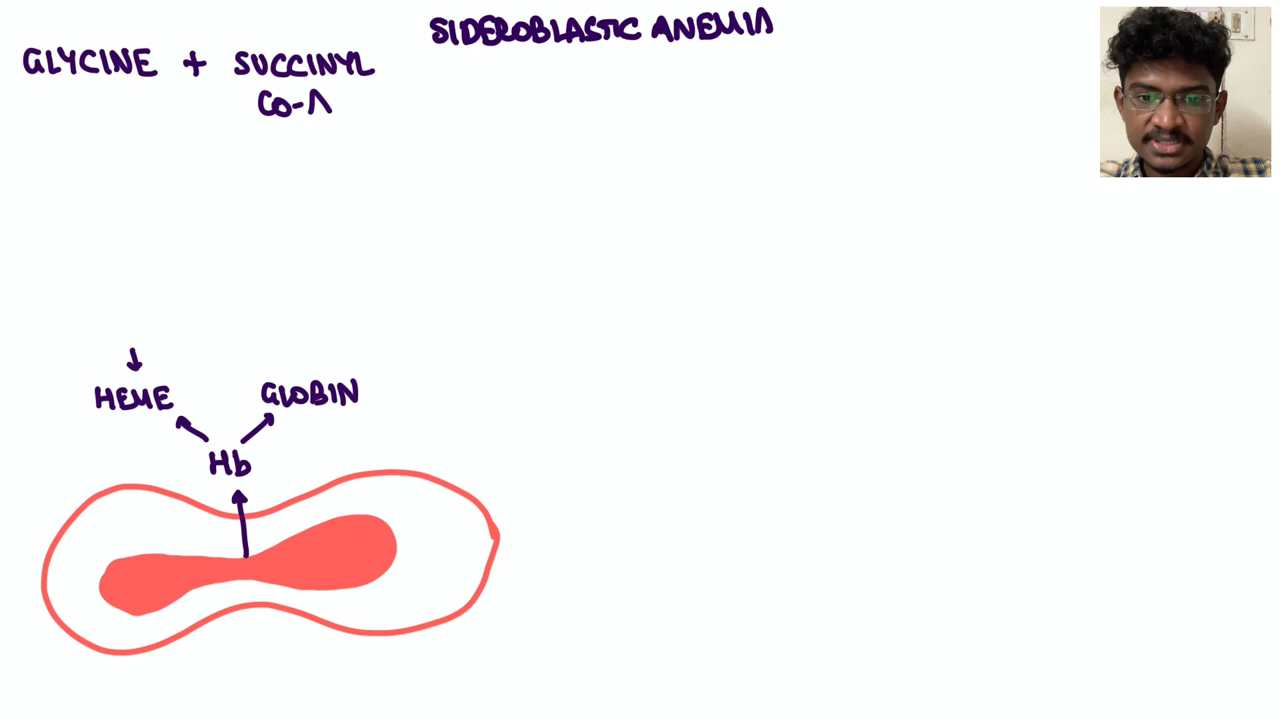 SIDEROBLASTIC ANEMIA
GLYCINE + SUCCINYL
CO-A
HEME
GLOBIN
Hb